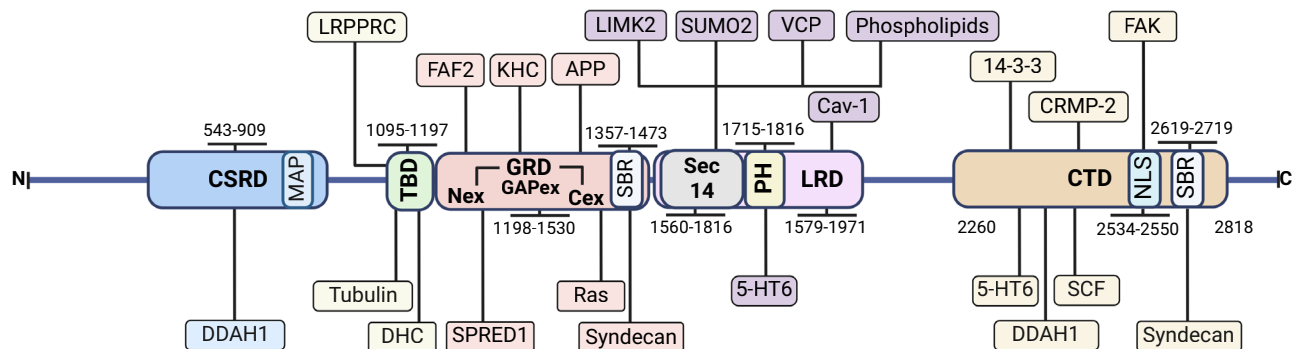 LRPPRC
LIMK2
SUMO2
VCP
Phospholipids
FAK
FAF2
KHC
APP
14-3-3
Cav-1
CRMP-2
543-909
1095-1197
1357-1473
1715-1816
2619-2719
N
CSRD
MAP
TBD
GRD
GAPex
Nex
Cex
SBR
Sec
14
PH
LRD
CTD
NLS
SBR
C
1198-1530
1560-1816
1579-1971
2260
2534-2550
2818
Tubulin
Ras
5-HT6
5-HT6
SCF
DDAH1
DHC
SPRED1
Syndecan
DDAH1
Syndecan